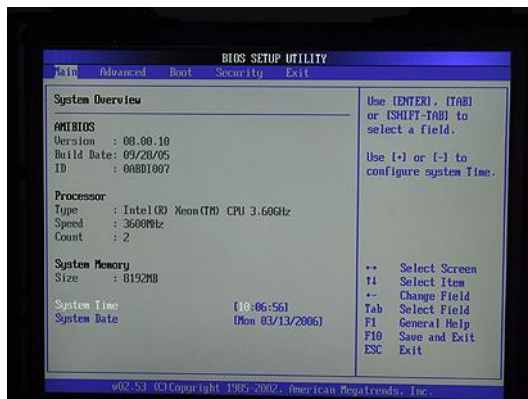 BIOS SETUP UTILITY
Main Advanced Boot Security Exit
System Overview
AMIBIOS
Version : 08.00.10
Build Date: 09/28/05
ID : 0ABDI007
Processor
Type : Intel(R) Xeon(TM) CPU 3.60GHz
Speed : 3600MHz
Count : 2
System Memory
Size : 8192MB
System Time [10:06:56]
System Date [Mon 03/13/2006]
Use [ENTER], [TAB]
or [SHIFT-TAB] to
select a field.
Use [+] or [-] to
configure system Time.
↔ Select Screen
↑↓ Select Item
+- Change Field
Tab Select Field
F1 General Help
F10 Save and Exit
ESC Exit
v02.53 (C)Copyright 1985-2002, American Megatrends, Inc.